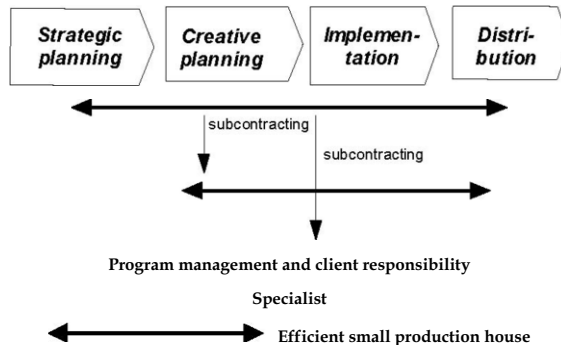 Strategic planning
Creative planning
Implemen-
tation
Distri-
bution
subcontracting
subcontracting
Program management and client responsibility
Specialist
Efficient small production house